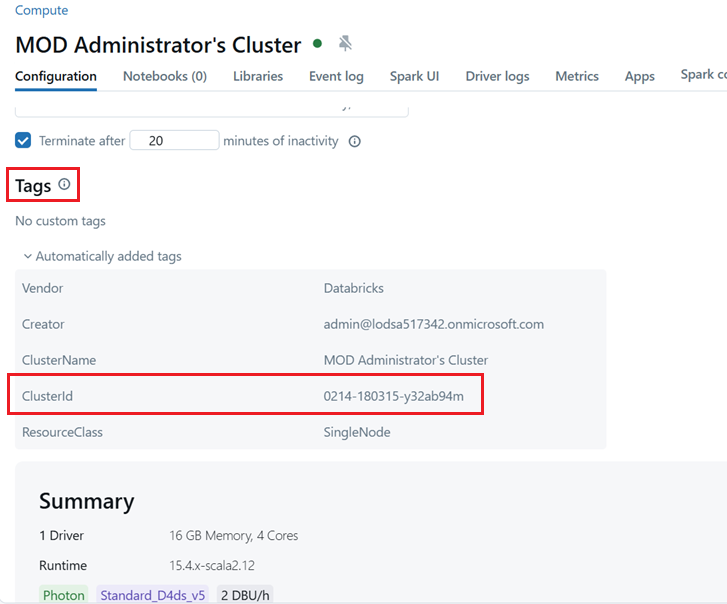 Compute
MOD Administrator's Cluster
Configuration Notebooks (0) Libraries Event log Spark UI Driver logs Metrics Apps Spark
Terminate after 20 minutes of inactivity
Tags
No custom tags
Automatically added tags
Vendor Databricks
Creator admin@lodsa517342.onmicrosoft.com
ClusterName MOD Administrator's Cluster
ClusterId 0214-180315-y32ab94m
ResourceClass SingleNode
Summary
1 Driver 16 GB Memory, 4 Cores
Runtime 15.4.x-scala2.12
Photon Standard_D4ds_v5 2 DBU/h